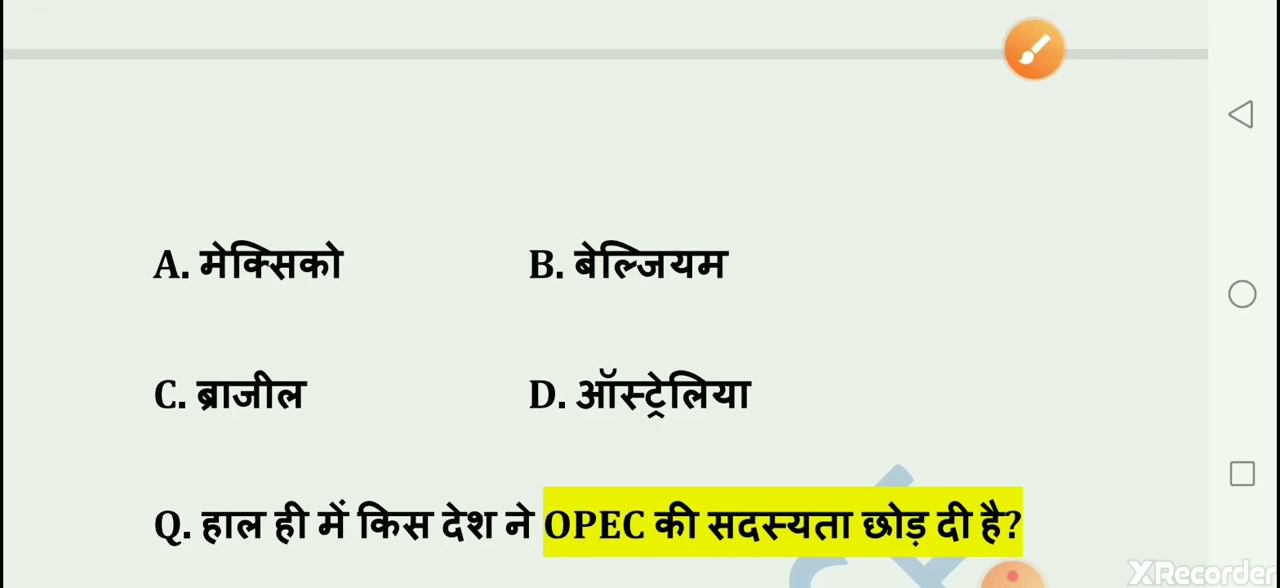 A. मेक्सिको B. बेल्जियम
C. ब्राजील D. ऑस्ट्रेलिया
Q. हाल ही में किस देश ने OPEC की सदस्यता छोड़ दी है?
XRecorder